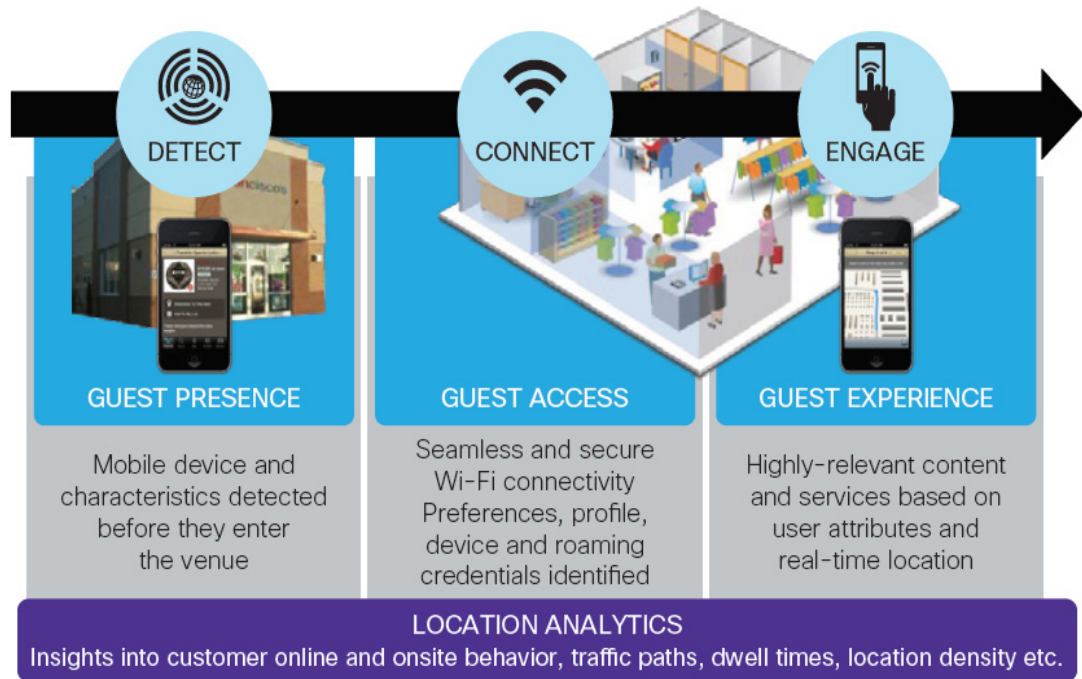 DETECT
CONNECT
ENGAGE
GUEST PRESENCE
GUEST ACCESS
GUEST EXPERIENCE
Mobile device and
characteristics detected
before they enter
the venue
Seamless and secure
Wi-Fi connectivity
Preferences, profile,
device and roaming
credentials identified
Highly-relevant content
and services based on
user attributes and
real-time location
LOCATION ANALYTICS
Insights into customer online and onsite behavior, traffic paths, dwell times, location density etc.